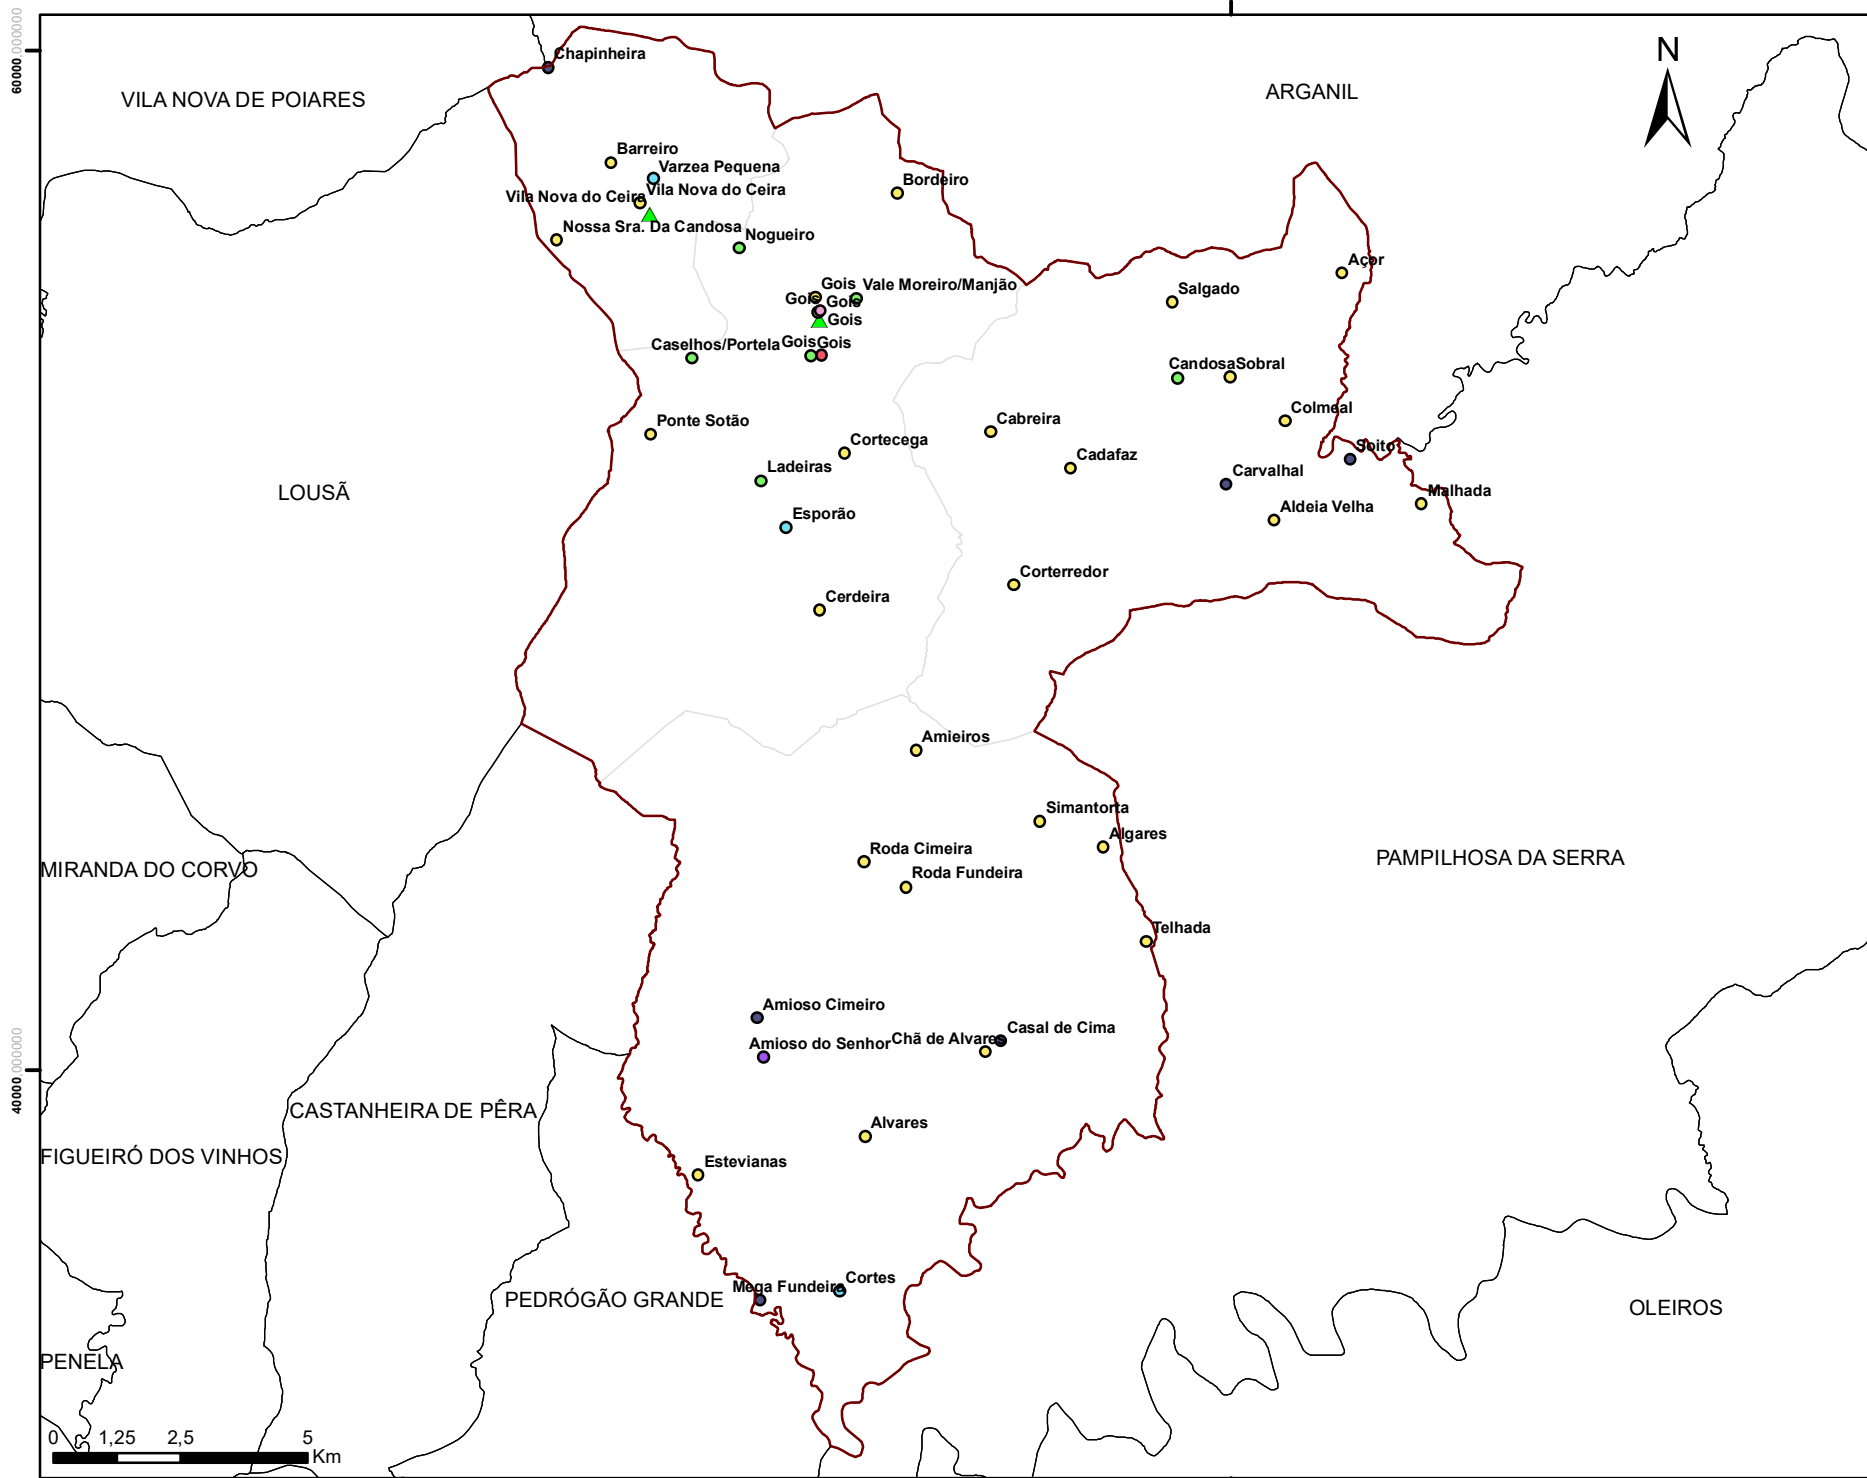 60000,000000
N
Chapinheira
VILA NOVA DE POIARES
ARGANIL
Barreiro
Varzea Pequena
Bordeiro
Vila Nova do Ceira
Vila Nova do Ceira
Nossa Sra. Da Candosa
Nogueiro
Açor
Gois
Vale Moreiro/Manjão
Salgado
Gois
Gois
Gois
Caselhos/Portela
Gois
Gois
Candosa
Sobral
Colmeal
Ponte Sotão
Cabreira
Cortecega
Soito
Cadafaz
Ladeiras
Carvalhal
LOUSÃ
Malhada
Aldeia Velha
Esporão
Corterredor
Cerdeira
Amieiros
Simantorta
Algares
Roda Cimeira
PAMPILHOSA DA SERRA
MIRANDA DO CORVO
Roda Fundeira
Telhada
Amioso Cimeiro
Casal de Cima
Chã de Alvares
Amioso do Senhor
40000,000000
CASTANHEIRA DE PÊRA
Alvares
FIGUEIRÓ DOS VINHOS
Estevianas
Cortes
Mega Fundeira
PEDRÓGÃO GRANDE
OLEIROS
PENELA
0 1,25 2,5 5
Km